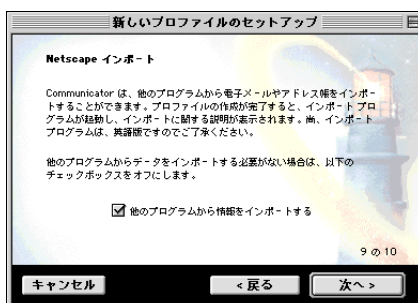 新しいプロファイルのセットアップ
Netscape インポート
Communicator は、他のプログラムから電子メールやアドレス帳をインポー
トすることができます。プロファイルの作成が完了すると、インポート プロ
グラムが起動し、インポートに関する説明が表示されます。尚、インポート
プログラムは、英語版ですのでご了承ください。
他のプログラムからデータをインポートする必要がない場合は、以下の
チェックボックスをオフにします。
他のプログラムから情報をインポートする
9 の 10
キャンセル
< 戻る
次へ >